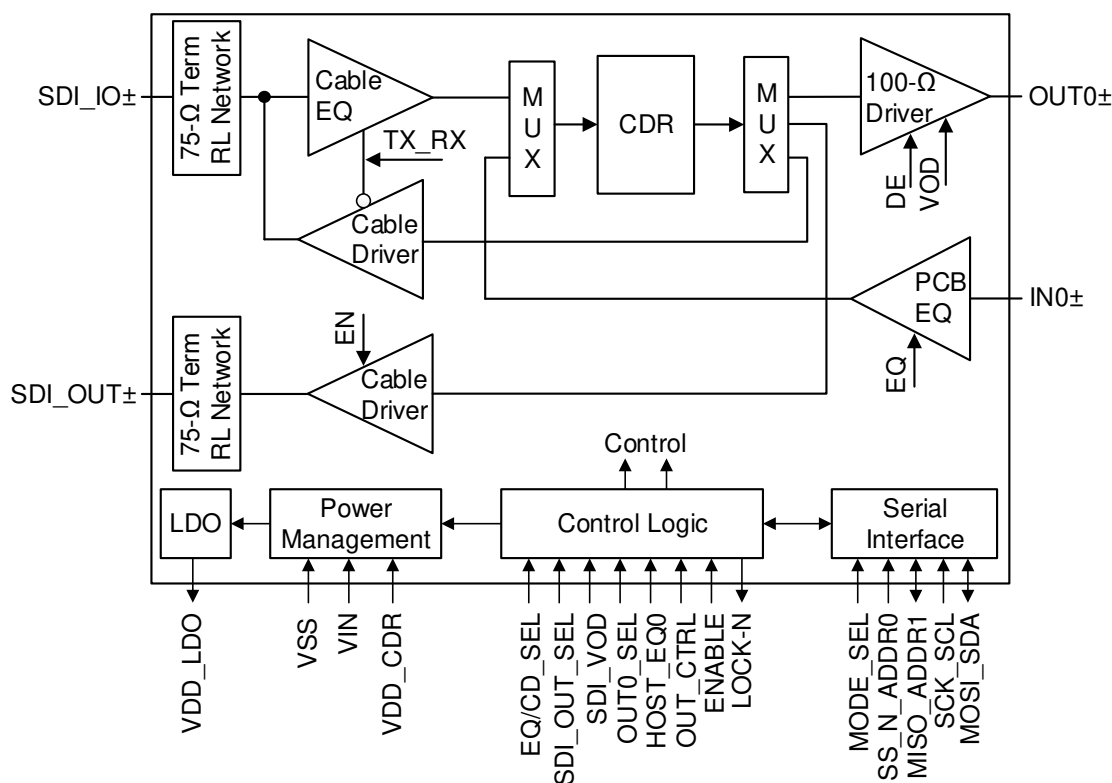 SDI_IO±
75-Ω Term
RL Network
Cable
EQ
TX_RX
M
U
X
CDR
M
U
X
100-Ω
Driver
OUT0±
DE
VOD
Cable
Driver
PCB
EQ
IN0±
EQ
SDI_OUT±
75-Ω Term
RL Network
EN
Cable
Driver
Control
LDO
Power
Management
Control Logic
Serial
Interface
VDD_LDO
VSS
VIN
VDD_CDR
EQ/CD_SEL
SDI_OUT_SEL
SDI_VOD
OUT0_SEL
HOST_EQ0
OUT_CTRL
ENABLE
LOCK-N
MODE_SEL
SS_N_ADDR0
MISO_ADDR1
SCK_SCL
MOSI_SDA